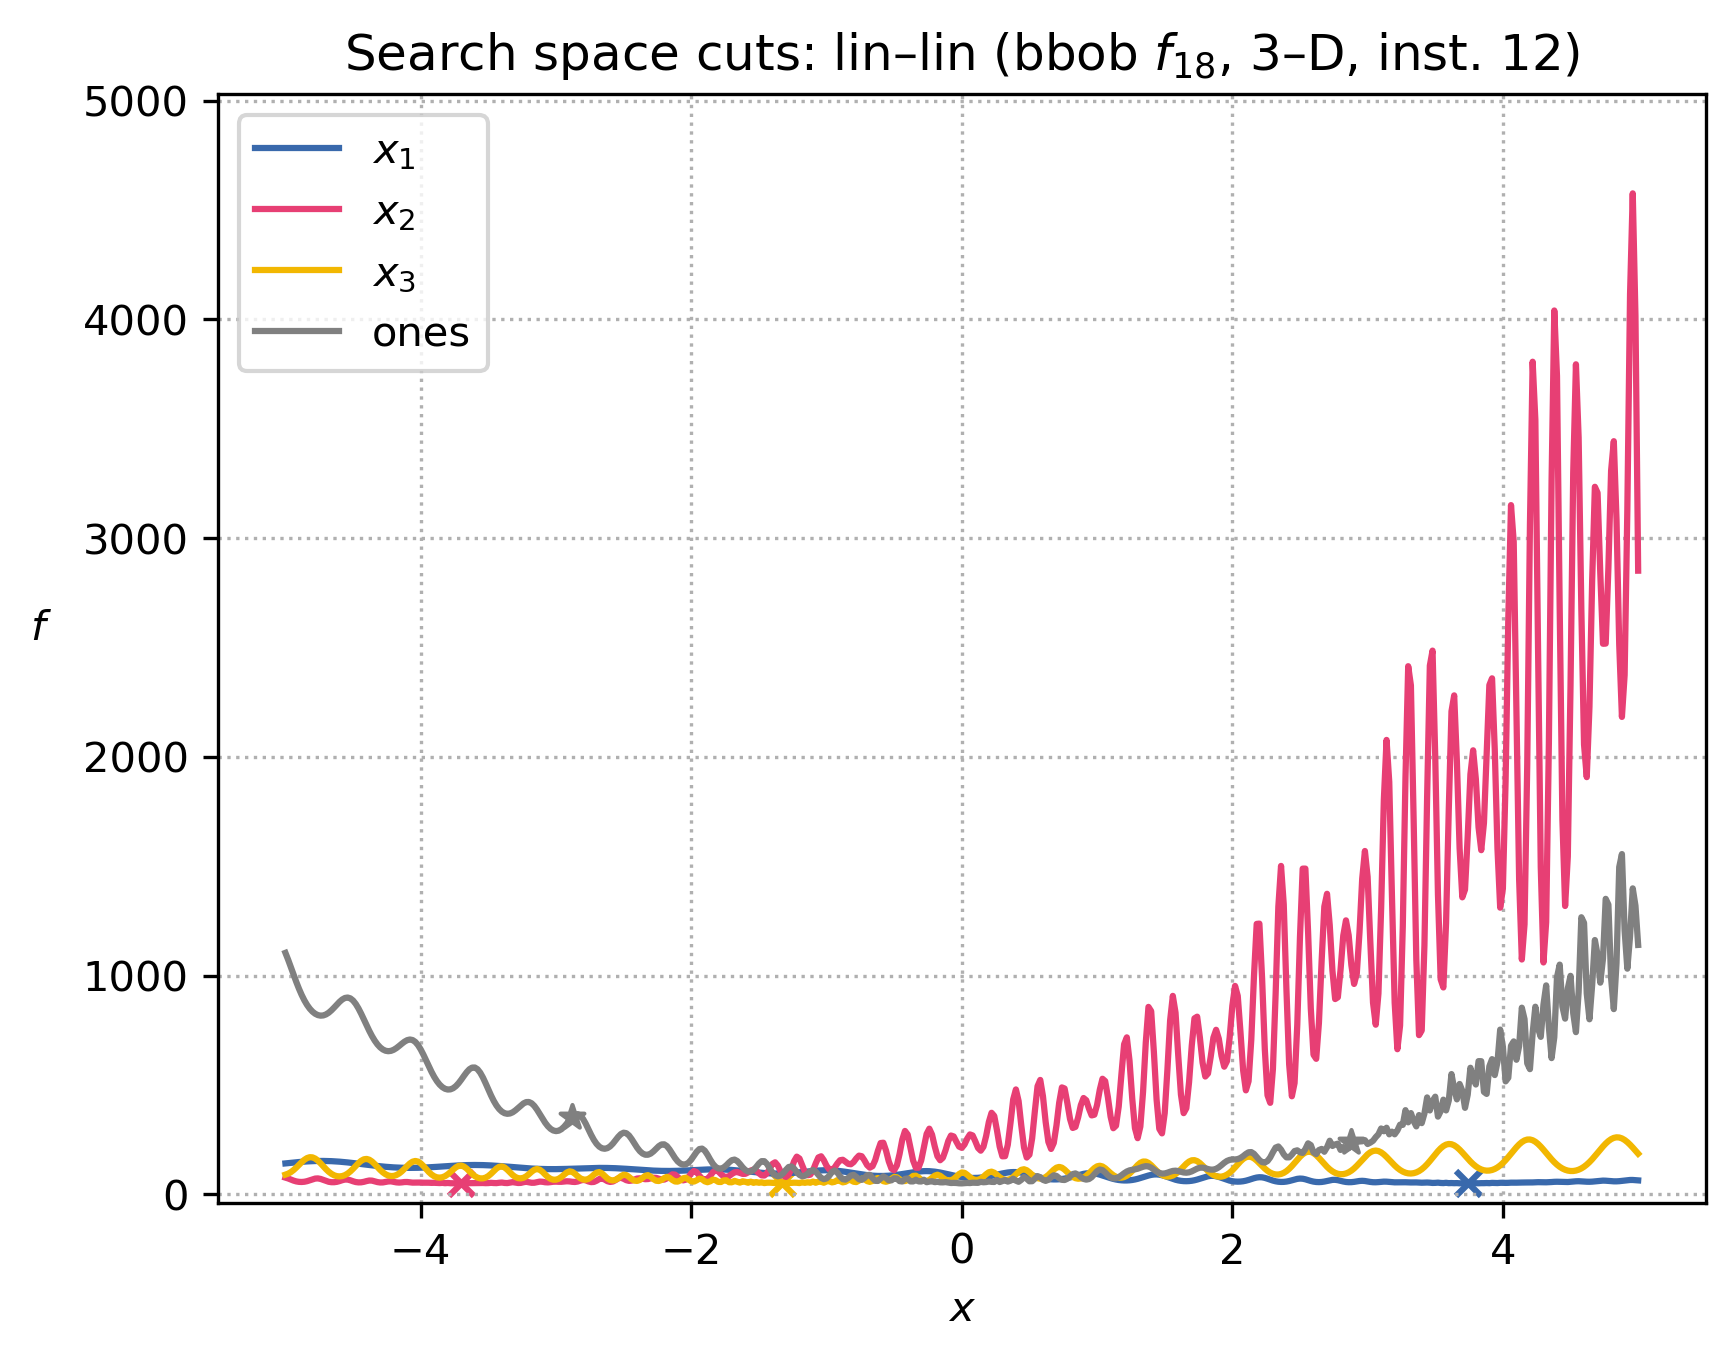 Search space cuts: lin–lin (bbob f₁₈, 3–D, inst. 12)
5000
4000
3000
2000
1000
0
f
x₁
x₂
x₃
ones
−4
−2
0
2
4
x